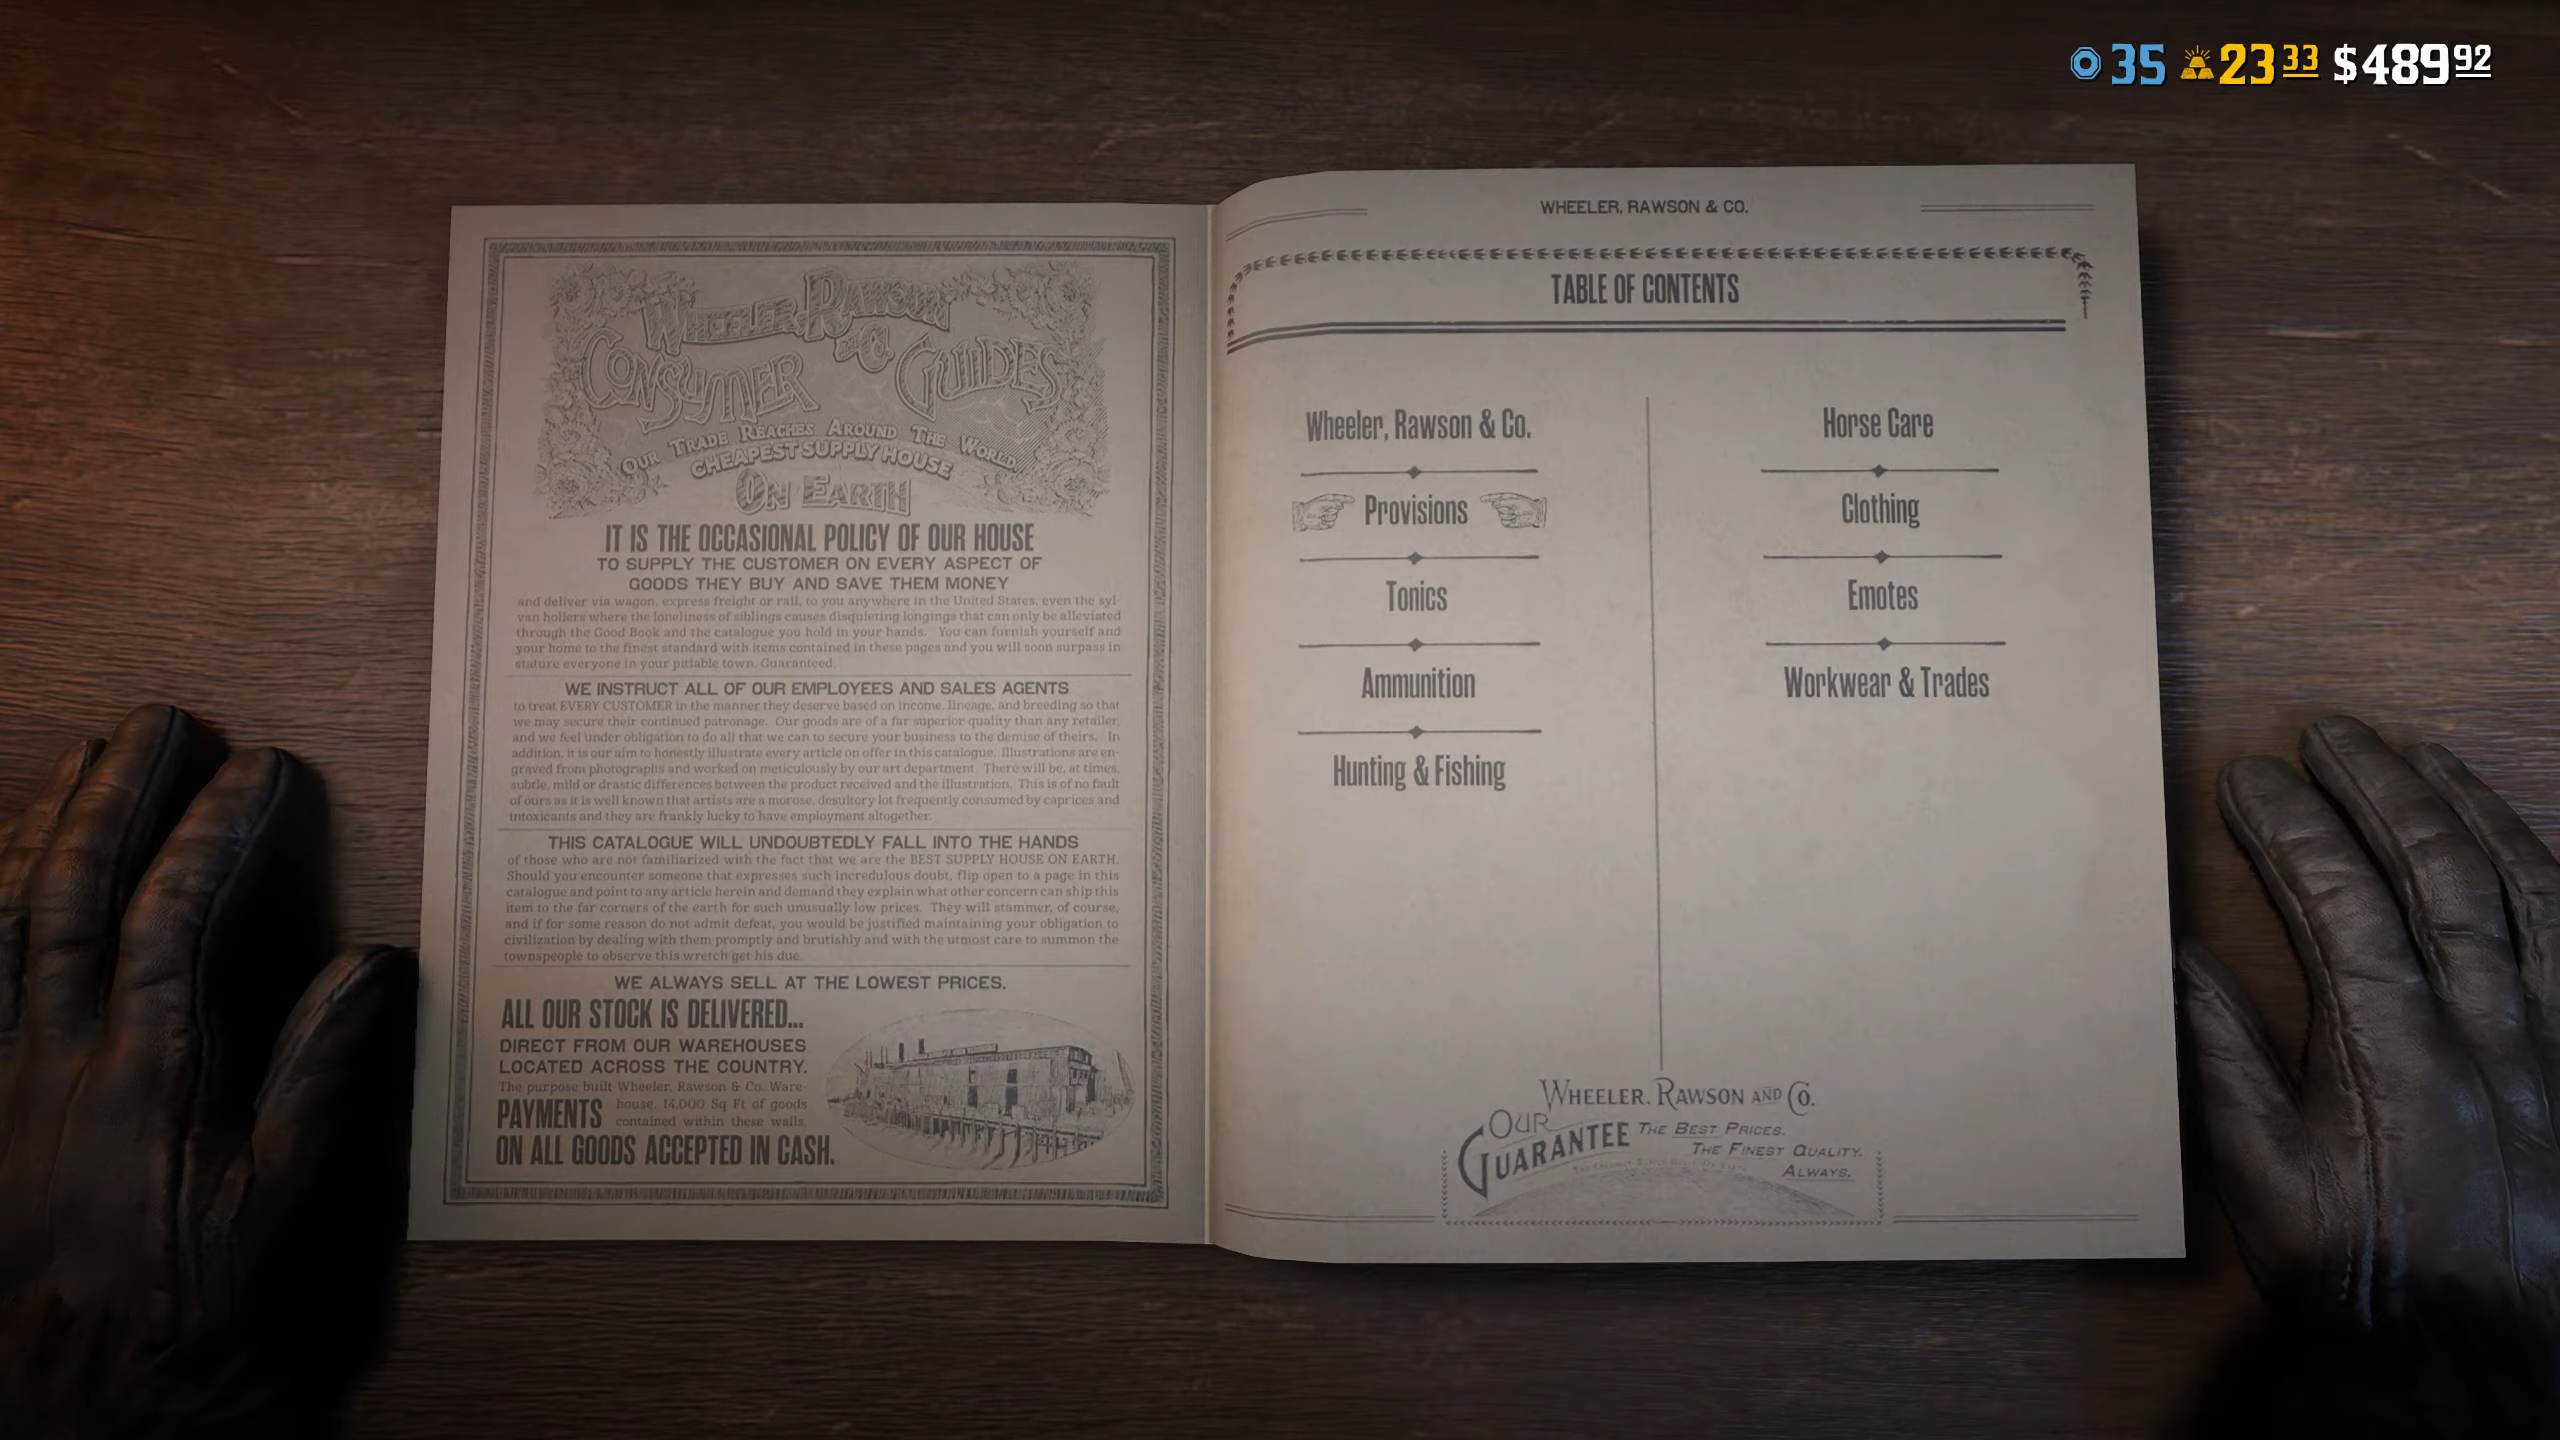 35 23 33 $489 92
WHEELER, RAWSON
AND Co.
CONSUMER GUIDES
OUR TRADE REACHES AROUND THE WORLD.
CHEAPEST SUPPLY HOUSE
ON EARTH
IT IS THE OCCASIONAL POLICY OF OUR HOUSE
TO SUPPLY THE CUSTOMER ON EVERY ASPECT OF
GOODS THEY BUY AND SAVE THEM MONEY
and deliver via wagon, express freight or rail, to you anywhere in the United States, even the syl-
van hollers where the loneliness of siblings causes disquieting longings that can only be alleviated
through the Good Book and the catalogue you hold in your hands. You can furnish yourself and
your home to the finest standard with items contained in these pages and you will soon surpass in
stature everyone in your pitiable town. Guaranteed.
WE INSTRUCT ALL OF OUR EMPLOYEES AND SALES AGENTS
to treat EVERY CUSTOMER in the manner they deserve based on income, lineage, and breeding so that
we may secure their continued patronage. Our goods are of a far superior quality than any retailer,
and we feel under obligation to do all that we can to secure your business to the demise of theirs. In
addition, it is our aim to honestly illustrate every article on offer in this catalogue. Illustrations are en-
graved from photographs and worked on meticulously by our art department. There will be, at times,
subtle, mild or drastic differences between the product received and the illustration. This is of no fault
of ours as it is well known that artists are a morose, desultory lot frequently consumed by caprices and
intoxicants and they are frankly lucky to have employment altogether.
THIS CATALOGUE WILL UNDOUBTEDLY FALL INTO THE HANDS
of those who are not familiarized with the fact that we are the BEST SUPPLY HOUSE ON EARTH.
Should you encounter someone that expresses such incredulous doubt, flip open to a page in this
catalogue and point to any article herein and demand they explain what other concern can ship this
item to the far corners of the earth for such unusually low prices. They will stammer, of course,
and if for some reason do not admit defeat, you would be justified maintaining your obligation to
civilization by dealing with them promptly and brutishly and with the utmost care to summon the
townspeople to observe this wretch get his due.
WE ALWAYS SELL AT THE LOWEST PRICES.
ALL OUR STOCK IS DELIVERED...
DIRECT FROM OUR WAREHOUSES
LOCATED ACROSS THE COUNTRY.
The purpose built Wheeler, Rawson & Co. Ware-
house. 14,000 Sq Ft of goods
contained within these walls.
PAYMENTS
ON ALL GOODS ACCEPTED IN CASH.
WHEELER, RAWSON & CO.
TABLE OF CONTENTS
Wheeler, Rawson & Co.
Provisions
Tonics
Ammunition
Hunting & Fishing
Horse Care
Clothing
Emotes
Workwear & Trades
WHEELER, RAWSON AND Co.
OUR
GUARANTEE
THE BEST PRICES.
THE FINEST QUALITY.
ALWAYS.